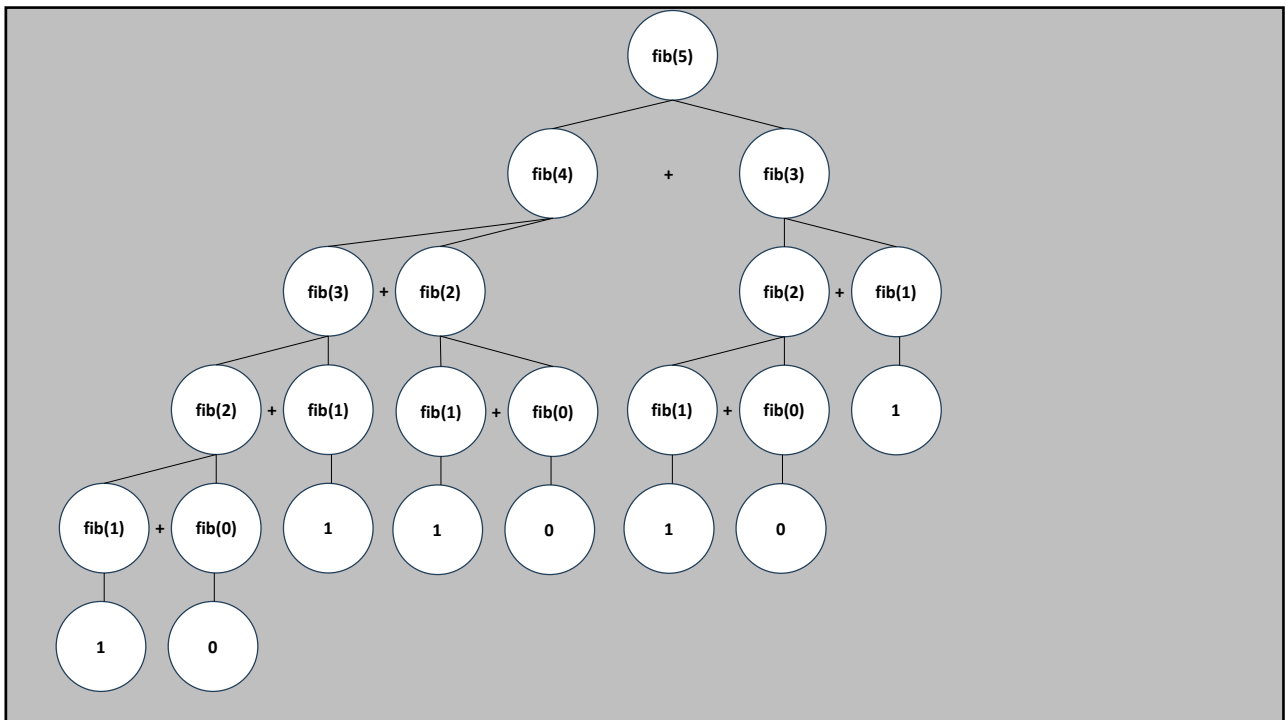 fib(5)
fib(4) + fib(3)
fib(3) + fib(2) fib(2) + fib(1)
fib(2) + fib(1) fib(1) + fib(0) fib(1) + fib(0) 1
fib(1) + fib(0) 1 1 0 1 0
1 0